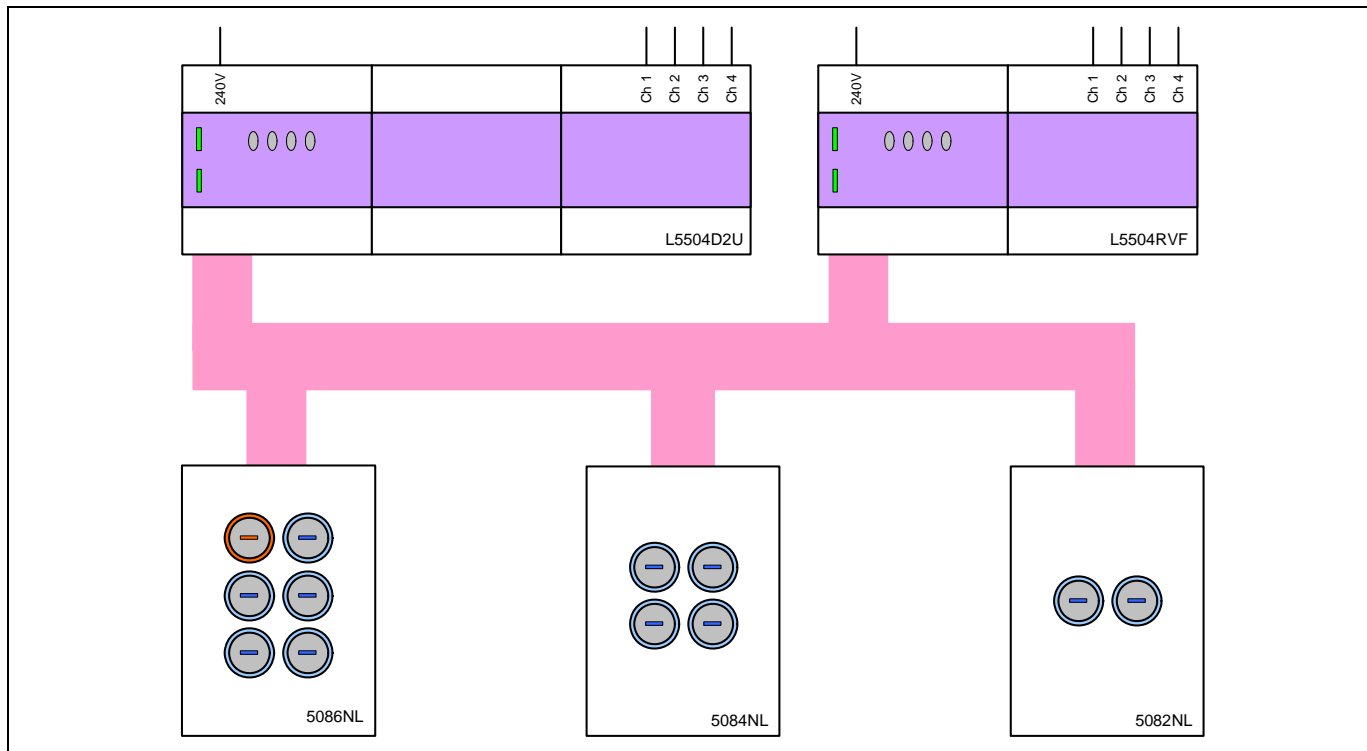 240V
Ch 1
Ch 2
Ch 3
Ch 4
L5504D2U
240V
Ch 1
Ch 2
Ch 3
Ch 4
L5504RVF
5086NL
5084NL
5082NL